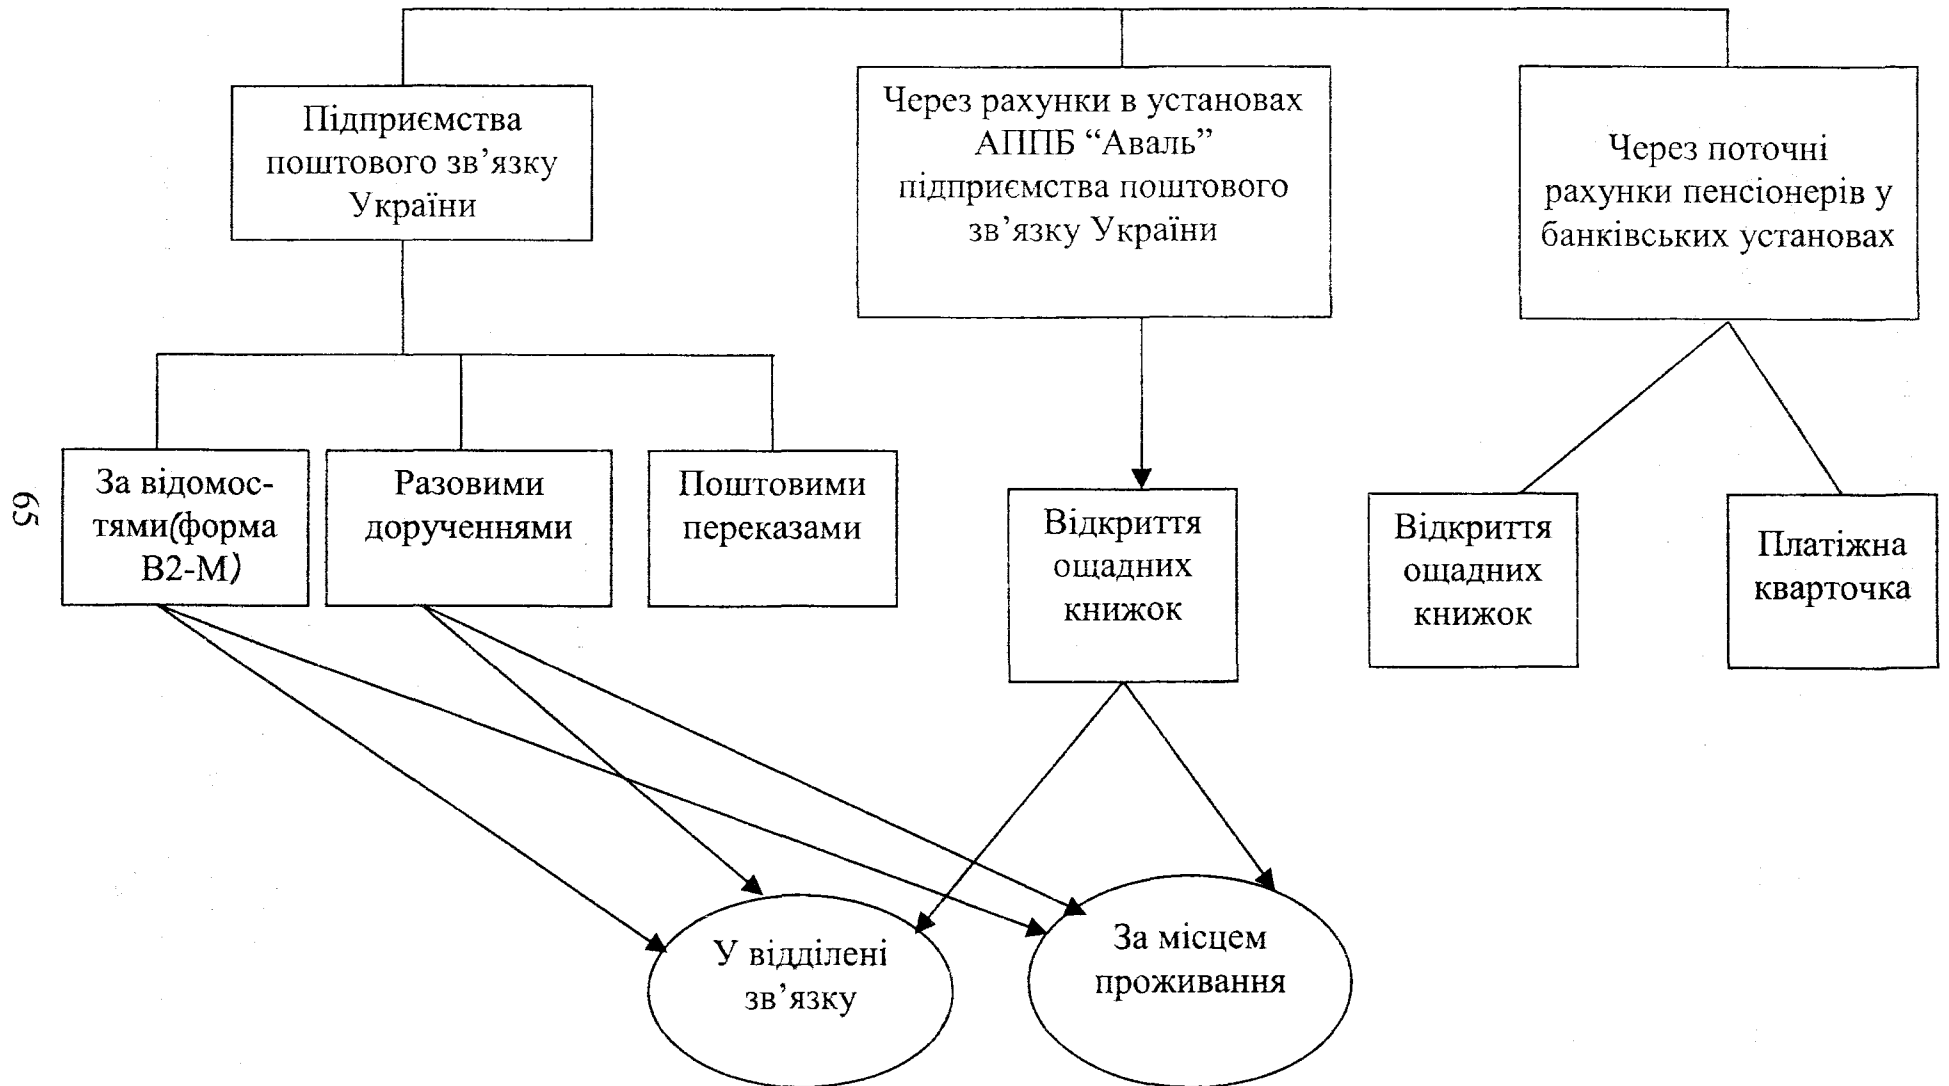 Підприємства
поштового зв’язку
України
Через рахунки в установах
АППБ “Аваль”
підприємства поштового
зв’язку України
Через поточні
рахунки пенсіонерів у
банківських установах
За відомос-
тями(форма
В2-М)
Разовими
дорученнями
Поштовими
переказами
Відкриття
ощадних
книжок
Відкриття
ощадних
книжок
Платіжна
кварточка
У відділені
зв’язку
За місцем
проживання
65